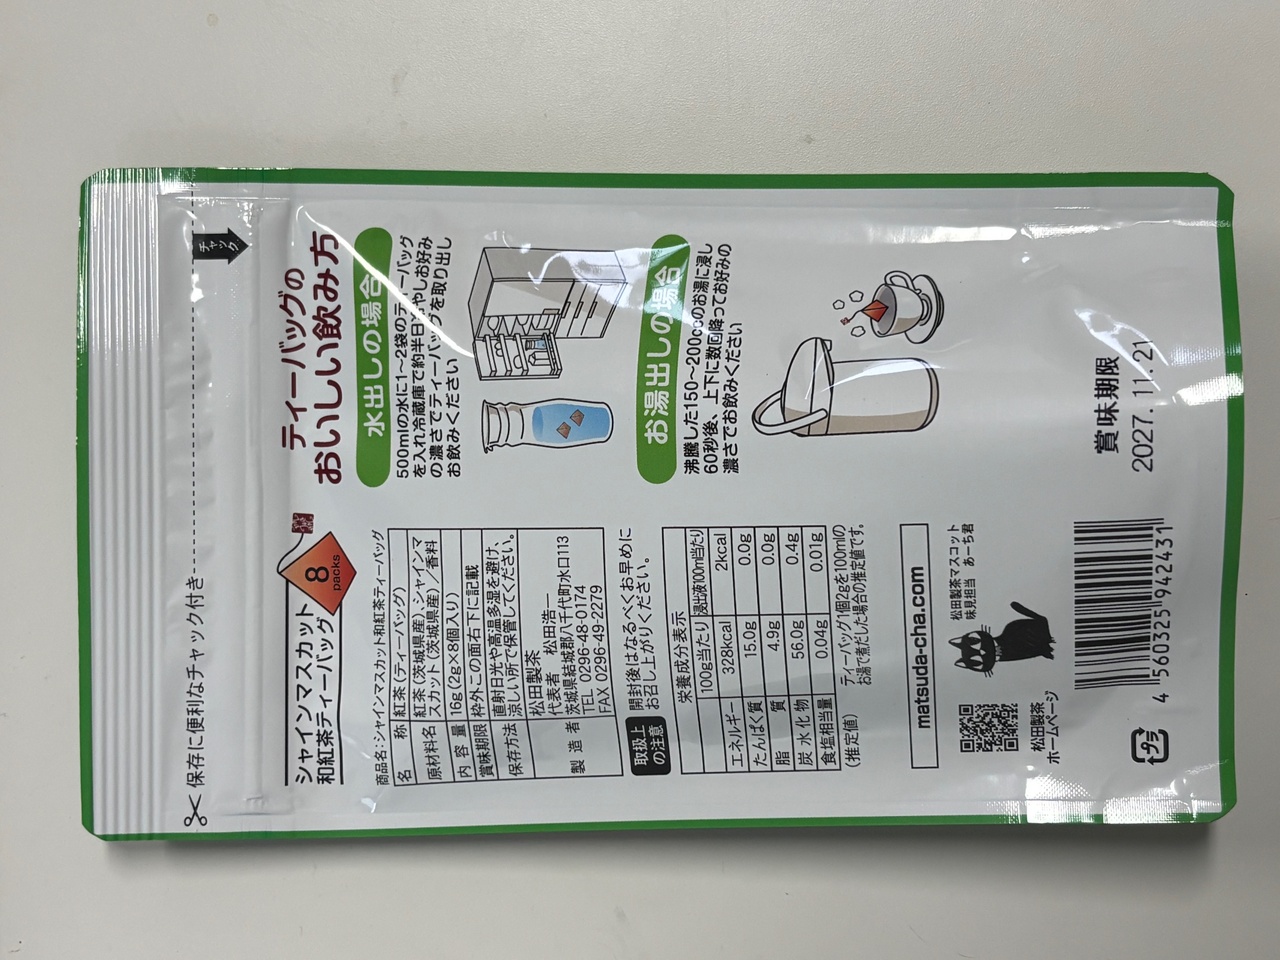 保存に便利なチャック付き
チャック
シャインマスカット
和紅茶ティーバッグ
8
packs
商品名:シャインマスカット和紅茶ティーバッグ
名称 紅茶(ティーバッグ)
原材料名 紅茶(茨城県産)、シャインマスカット(茨城県産)/香料
内容量 16g(2g×8個入り)
賞味期限 枠外この面右下に記載
保存方法 直射日光や高温多湿を避け、涼しい所で保管してください。
製造者 松田製茶
代表者 松田浩一
茨城県結城郡八千代町水口113
TEL 0296-48-0174
FAX 0296-49-2279
取扱上の注意
開封後はなるべくお早めに
お召し上がりください。
栄養成分表示
100g当たり 浸出液100ml当たり
エネルギー 328kcal 2kcal
たんぱく質 15.0g 0.0g
脂質 4.9g 0.0g
炭水化物 56.0g 0.4g
食塩相当量 0.04g 0.01g
(推定値) ティーバッグ1個2gを100mlの
お湯で煮だした場合の推定値です。
matsuda-cha.com
松田製茶
ホームページ
松田製茶マスコット
味見担当 あーち君
プラ
4 560325 942431
ティーバッグの
おいしい飲み方
水出しの場合
500mlの水に1〜2袋のティーバッグ
を入れ冷蔵庫で約半日冷やしお好み
の濃さでティーバッグを取り出し
お飲みください
お湯出しの場合
沸騰した150〜200ccのお湯に浸し
60秒後、上下に数回降ってお好みの
濃さでお飲みください
賞味期限
2027. 11. 21